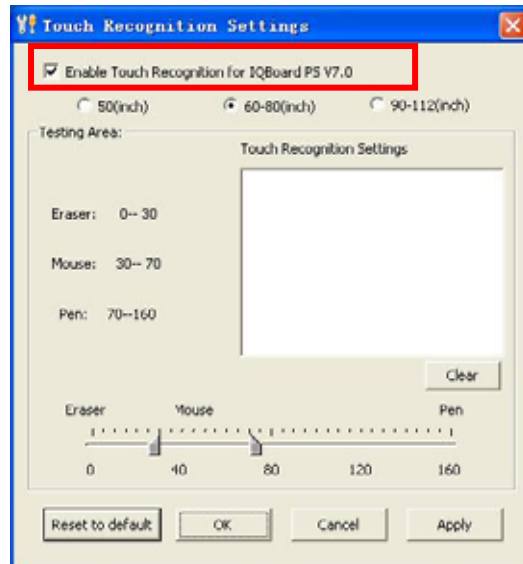 Touch Recognition Settings
Enable Touch Recognition for IQBoard PS V7.0
50(inch) 60-80(inch) 90-112(inch)
Testing Area:
Touch Recognition Settings
Eraser: 0-- 30
Mouse: 30-- 70
Pen: 70--160
Clear
Eraser Mouse Pen
0 40 80 120 160
Reset to default OK Cancel Apply